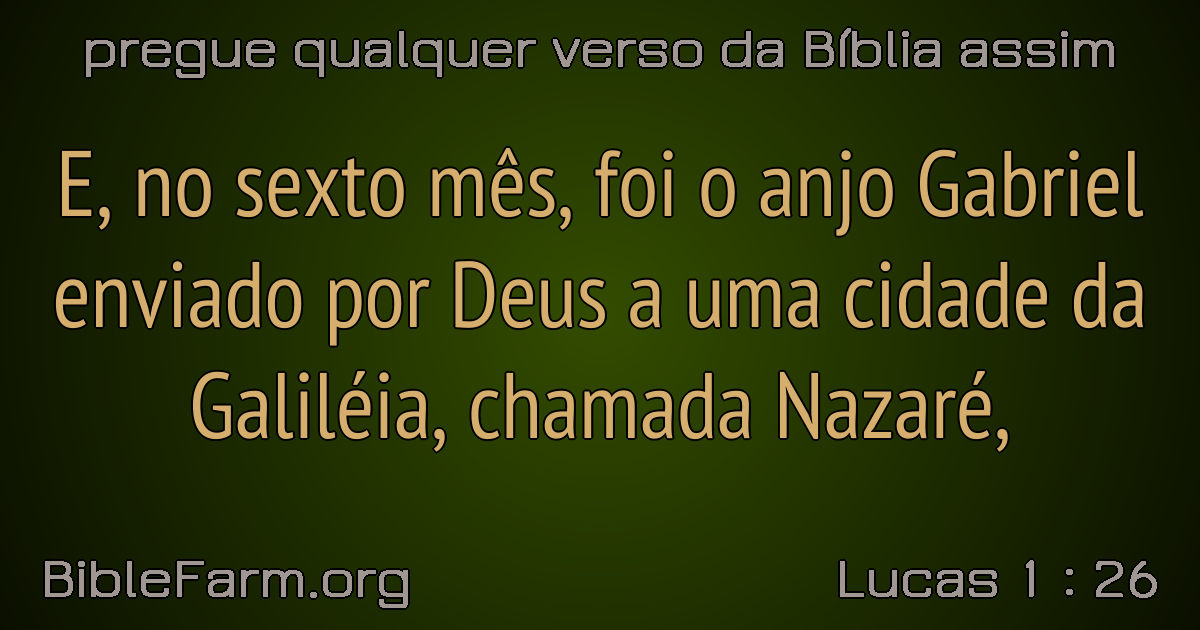 pregue qualquer verso da Bíblia assim
E, no sexto mês, foi o anjo Gabriel
enviado por Deus a uma cidade da
Galiléia, chamada Nazaré,
BibleFarm.org
Lucas 1 : 26